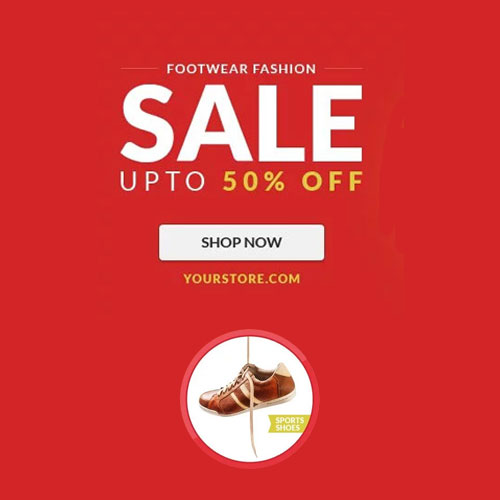 FOOTWEAR FASHION
SALE
UPTO 50% OFF
SHOP NOW
YOURSTORE.COM
SPORTS
SHOES